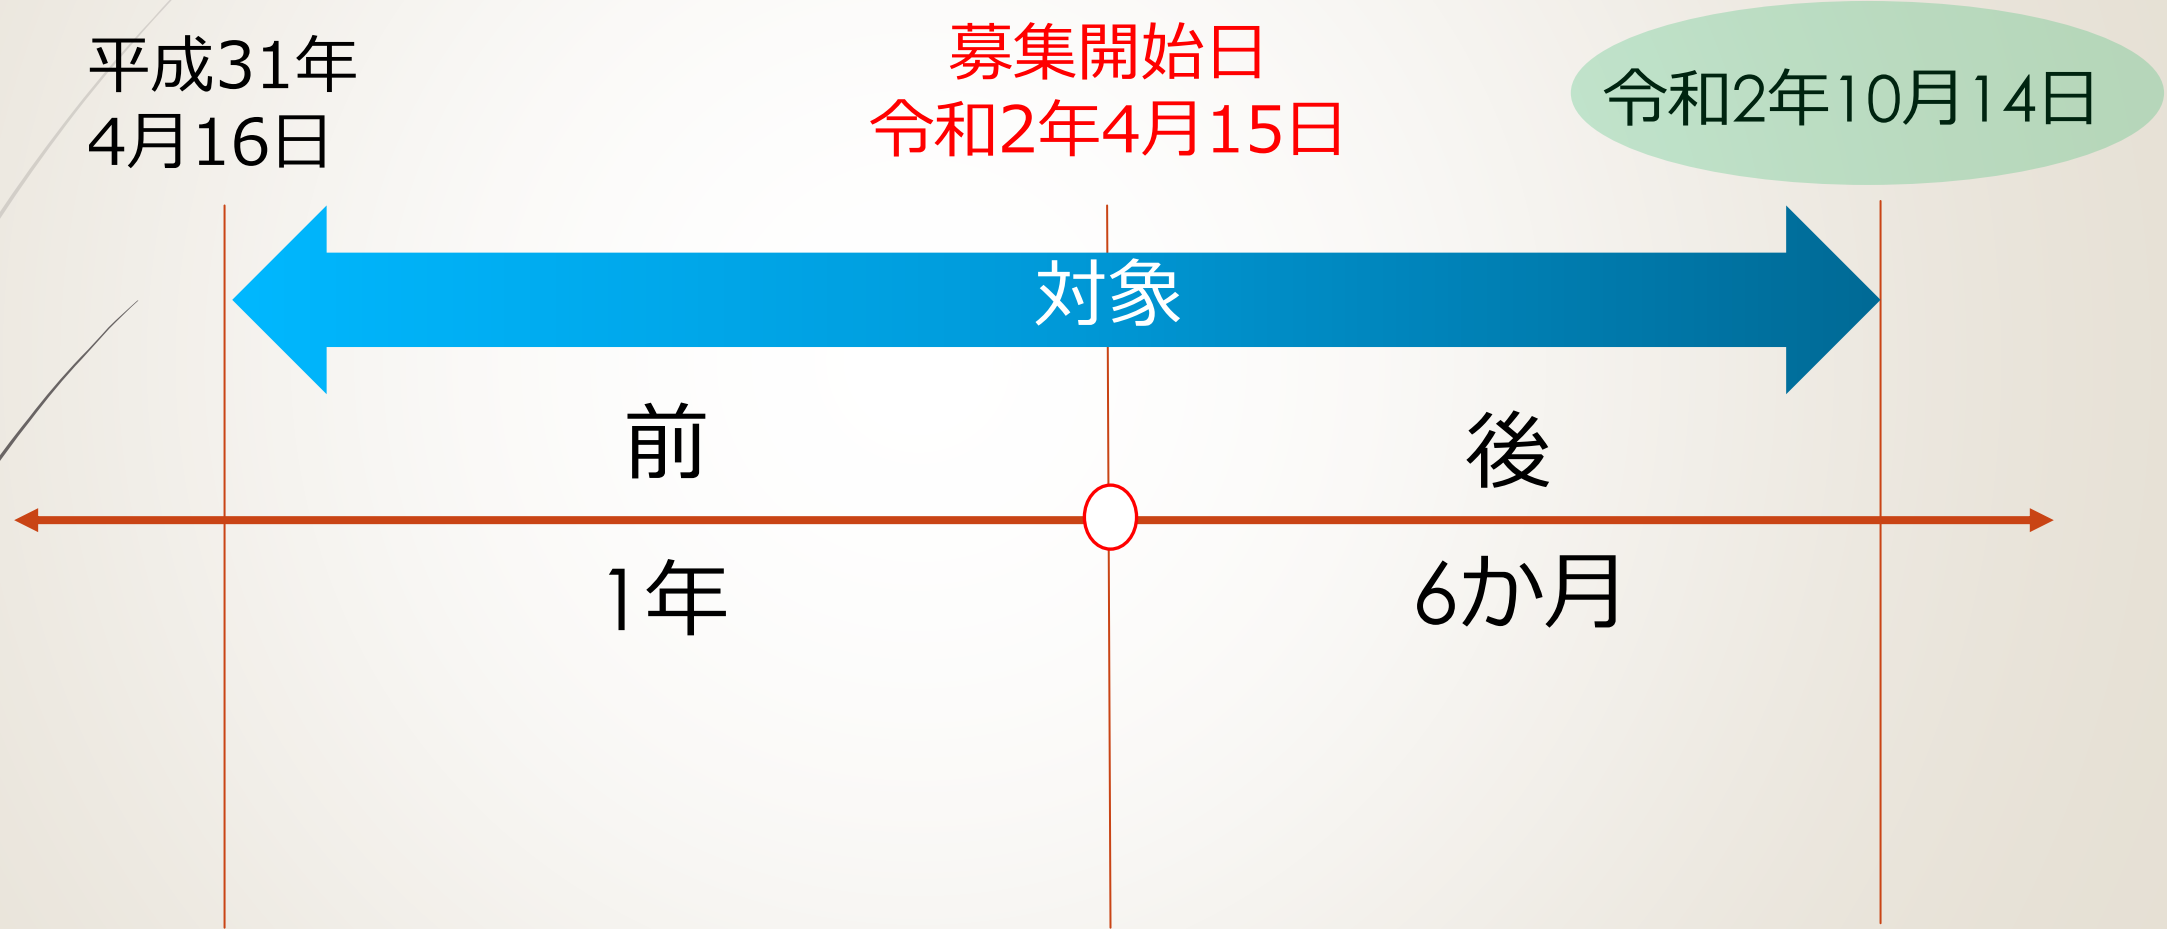 平成31年
4月16日
募集開始日
令和2年4月15日
令和2年10月14日
対象
前
後
1年
6か月